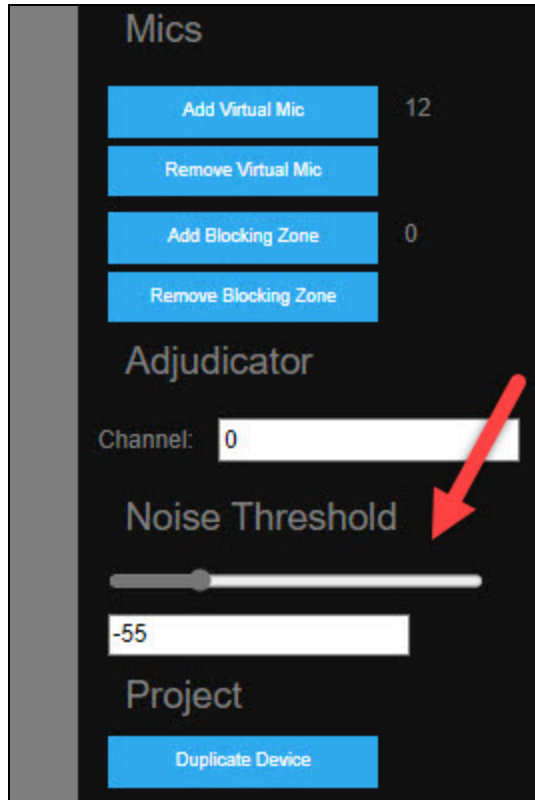 Mics
Add Virtual Mic 12
Remove Virtual Mic
Add Blocking Zone 0
Remove Blocking Zone
Adjudicator
Channel: 0
Noise Threshold
-55
Project
Duplicate Device